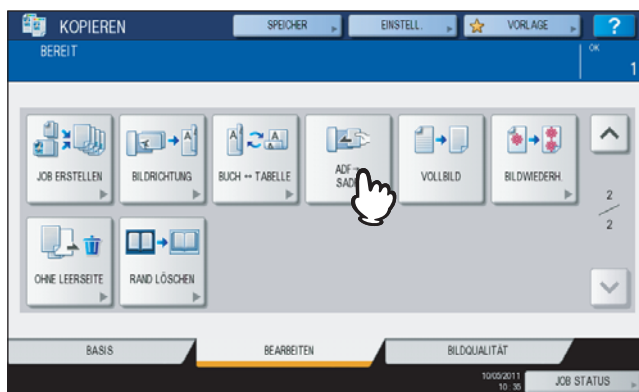 KOPIEREN
SPEICHER
EINSTELL.
VORLAGE
?
BEREIT
OK
1
JOB ERSTELLEN
BILDRICHTUNG
BUCH ↔ TABELLE
ADF→
SADF
VOLLBILD
BILDWIEDERH.
2
2
OHNE LEERSEITE
RAND LÖSCHEN
BASIS
BEARBEITEN
BILDQUALITÄT
10/05/2011
10 35
JOB STATUS